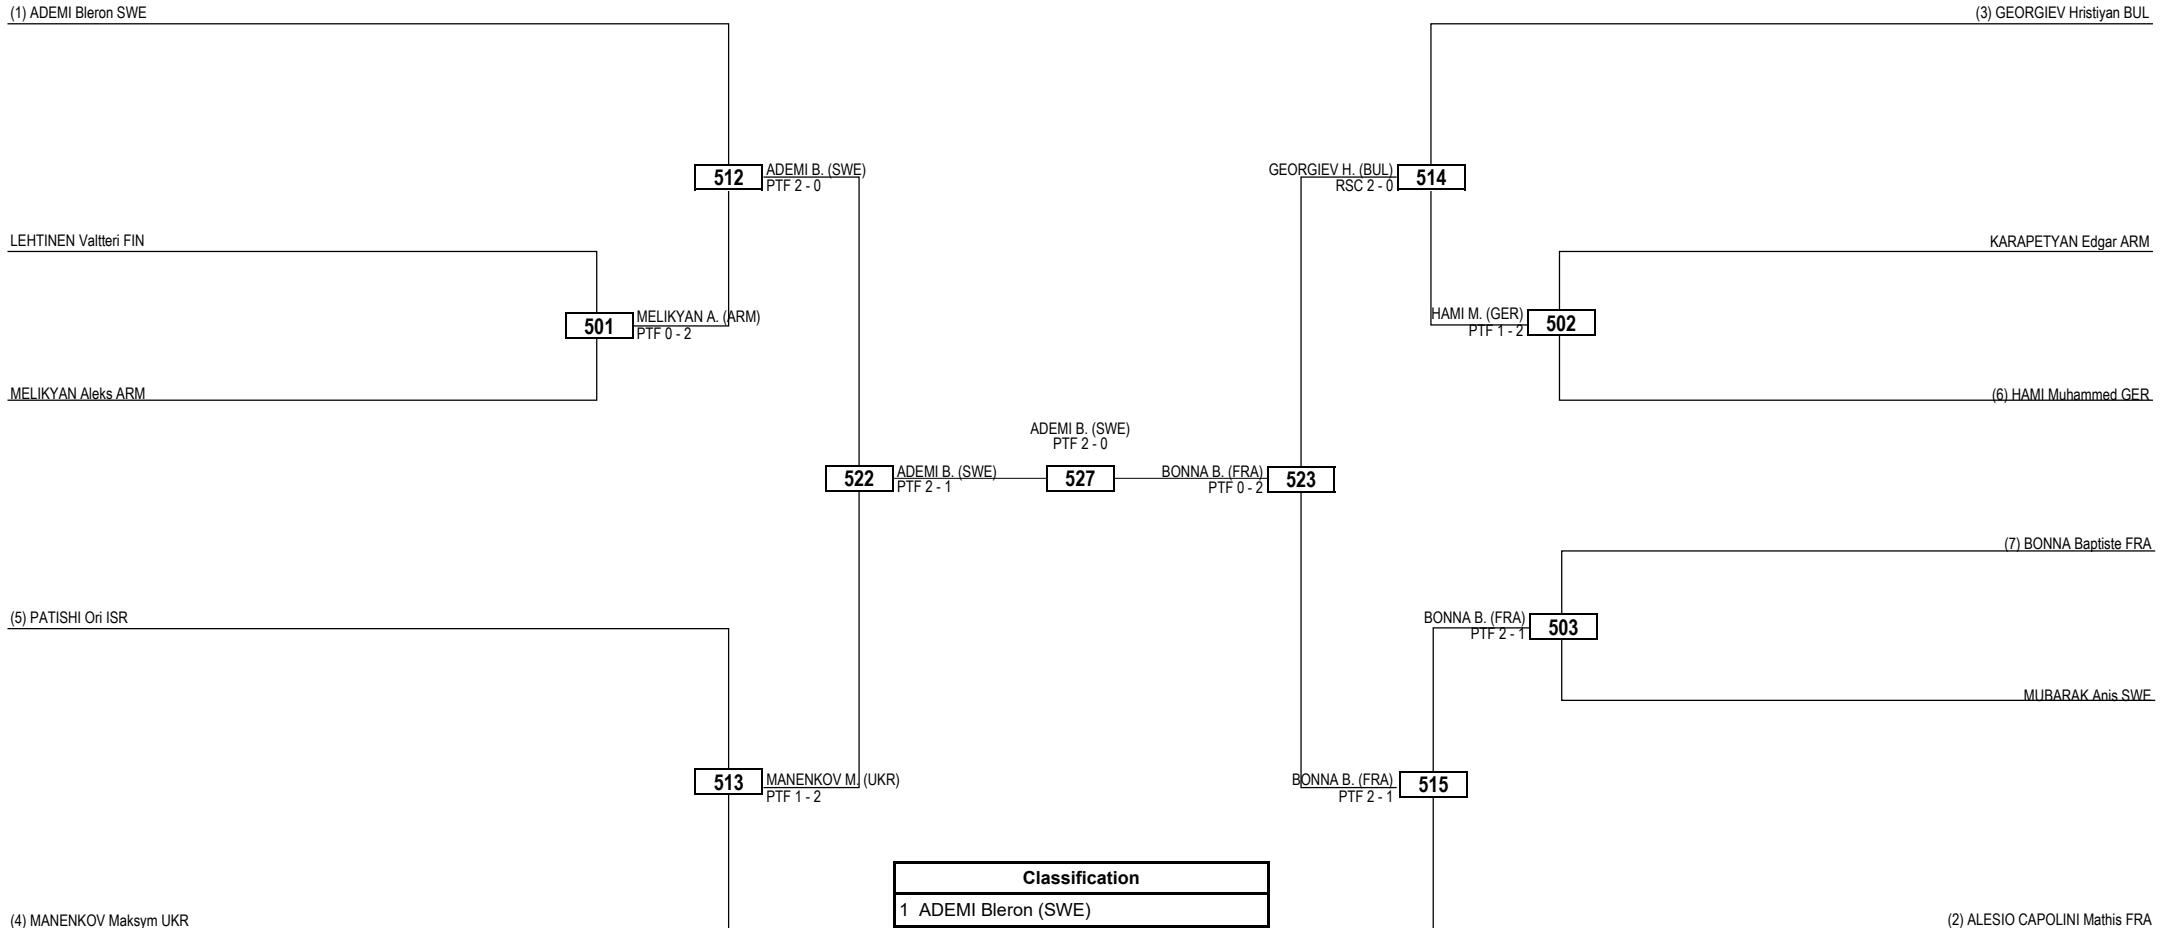 (1) ADEMI Bleron SWE
(3) GEORGIEV Hristiyan BUL
512
ADEMI B. (SWE)
PTF 2 - 0
GEORGIEV H. (BUL)
RSC 2 - 0
514
LEHTINEN Valtteri FIN
KARAPETYAN Edgar ARM
501
MELIKYAN A. (ARM)
PTF 0 - 2
HAMI M. (GER)
PTF 1 - 2
502
MELIKYAN Aleks ARM
(6) HAMI Muhammed GER
ADEMI B. (SWE)
PTF 2 - 0
522
ADEMI B. (SWE)
PTF 2 - 1
527
BONNA B. (FRA)
PTF 0 - 2
523
(7) BONNA Baptiste FRA
(5) PATISHI Ori ISR
BONNA B. (FRA)
PTF 2 - 1
503
MUBARAK Anis SWE
513
MANENKOV M. (UKR)
PTF 1 - 2
BONNA B. (FRA)
PTF 2 - 1
515
Classification
1 ADEMI Bleron (SWE)
(4) MANENKOV Maksym UKR
(2) ALESIO CAPOLINI Mathis FRA